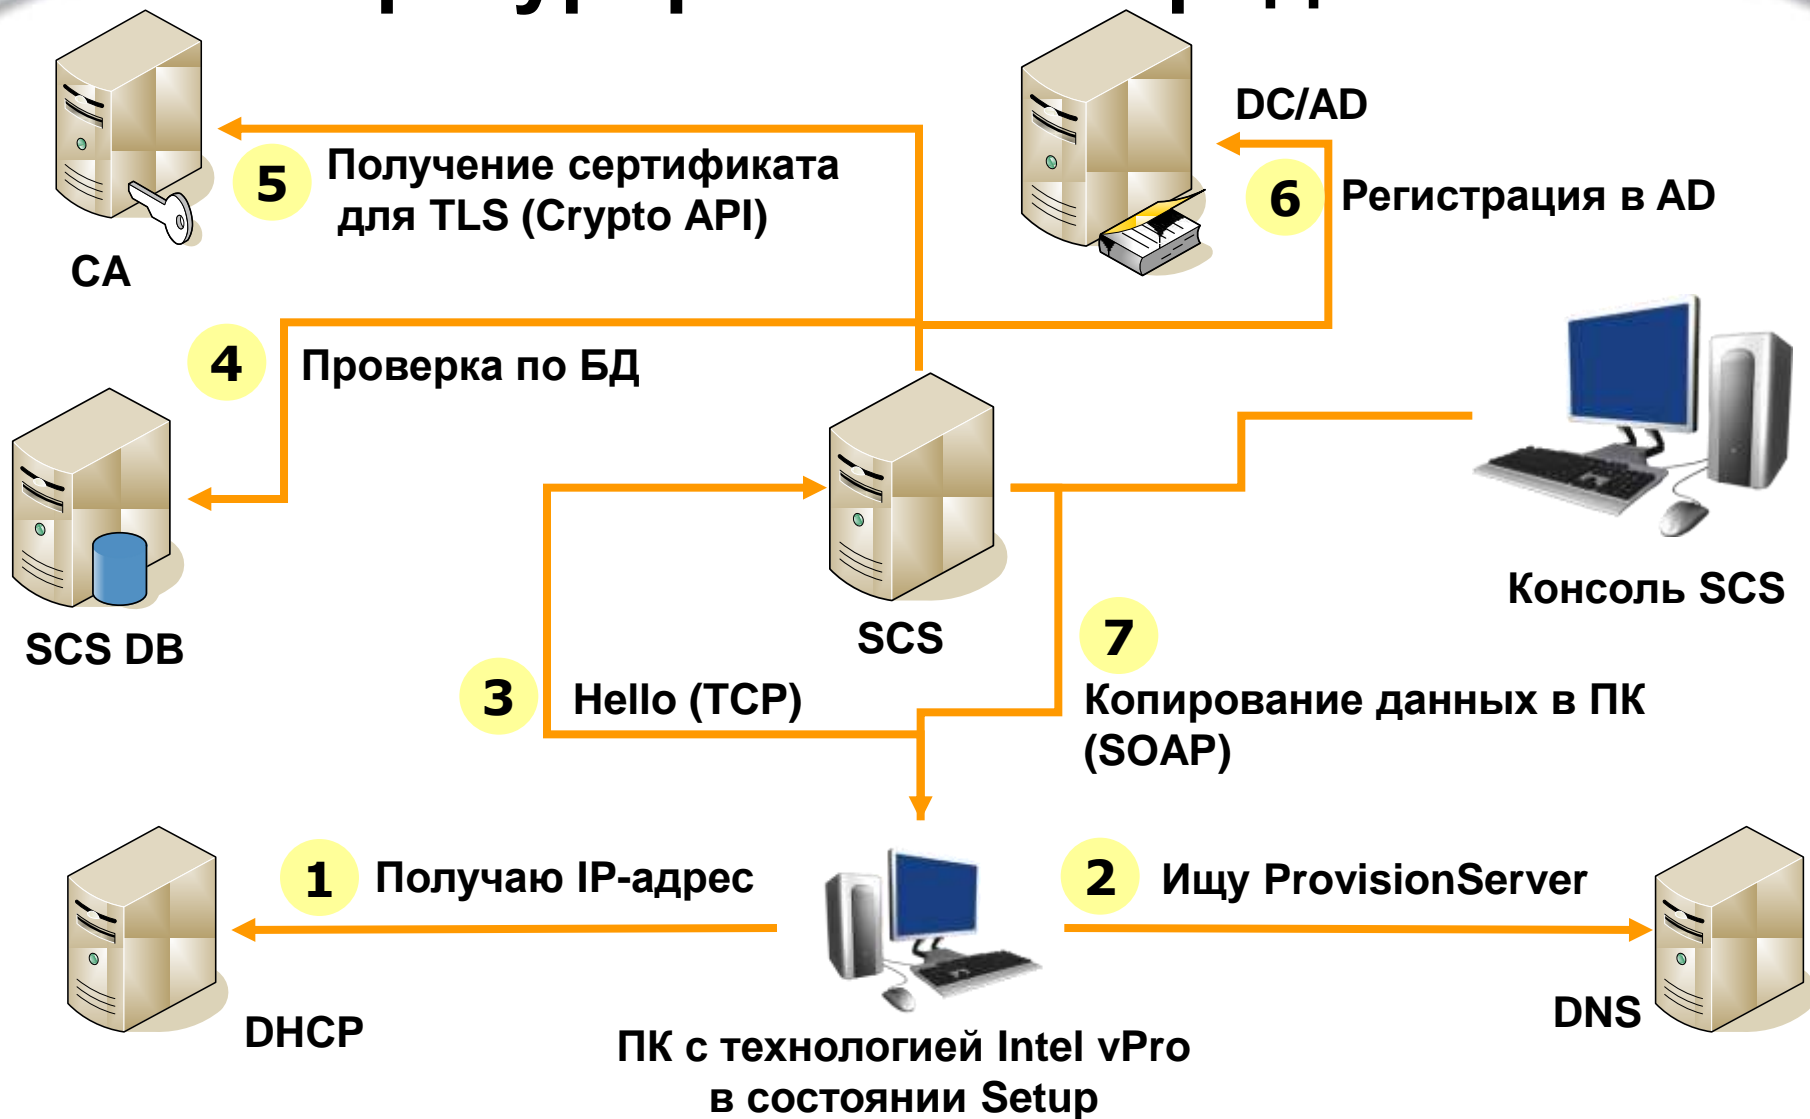 DC/AD
5
Получение сертификата
для TLS (Crypto API)
6
Регистрация в AD
CA
4
Проверка по БД
Консоль SCS
SCS DB
SCS
7
3
Hello (TCP)
Копирование данных в ПК
(SOAP)
1
Получаю IP-адрес
2
Ищу ProvisionServer
DHCP
DNS
ПК с технологией Intel vPro
в состоянии Setup